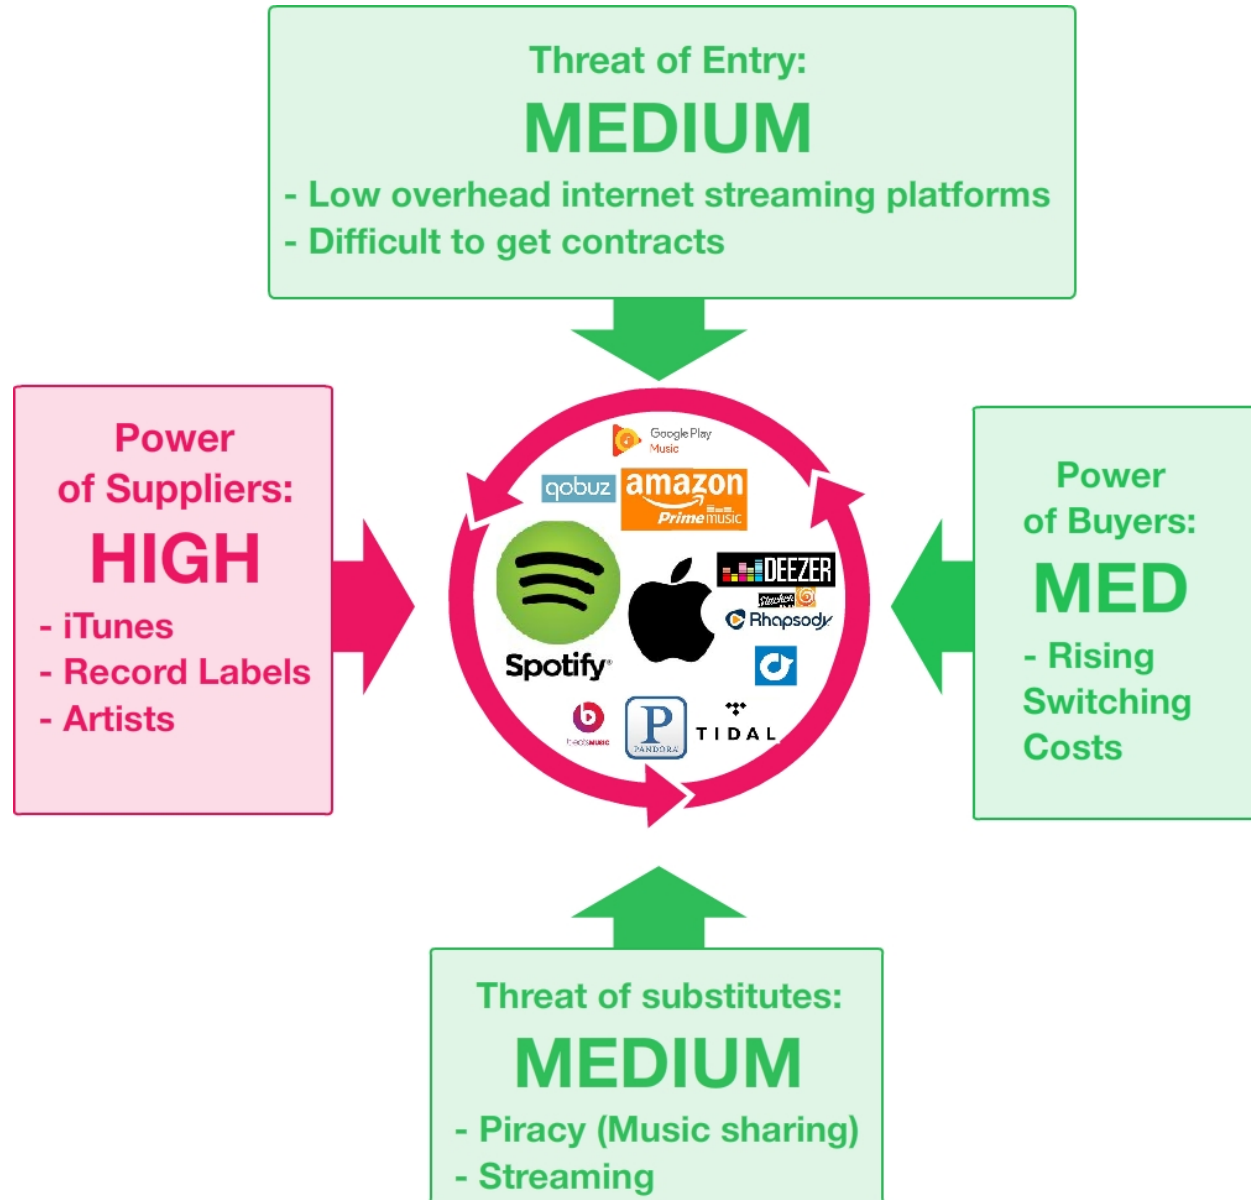 Threat of Entry:
MEDIUM
- Low overhead internet streaming platforms
- Difficult to get contracts
Power
of Suppliers:
HIGH
- iTunes
- Record Labels
- Artists
Google Play
Music
qobuz
amazon
Prime music
DEEZER
Rhapsody
Spotify
beats MUSIC
P
PANDORA
TIDAL
Power
of Buyers:
MED
- Rising
Switching
Costs
Threat of substitutes:
MEDIUM
- Piracy (Music sharing)
- Streaming